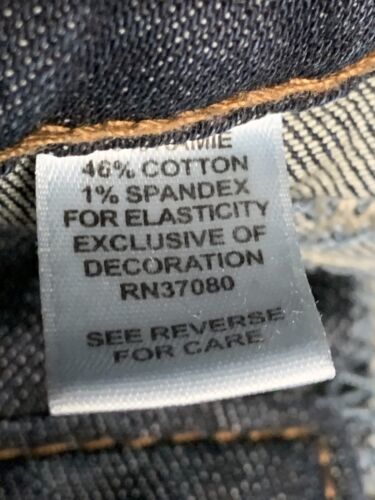 46% COTTON
1% SPANDEX
FOR ELASTICITY
EXCLUSIVE OF
DECORATION
RN37080
SEE REVERSE
FOR CARE